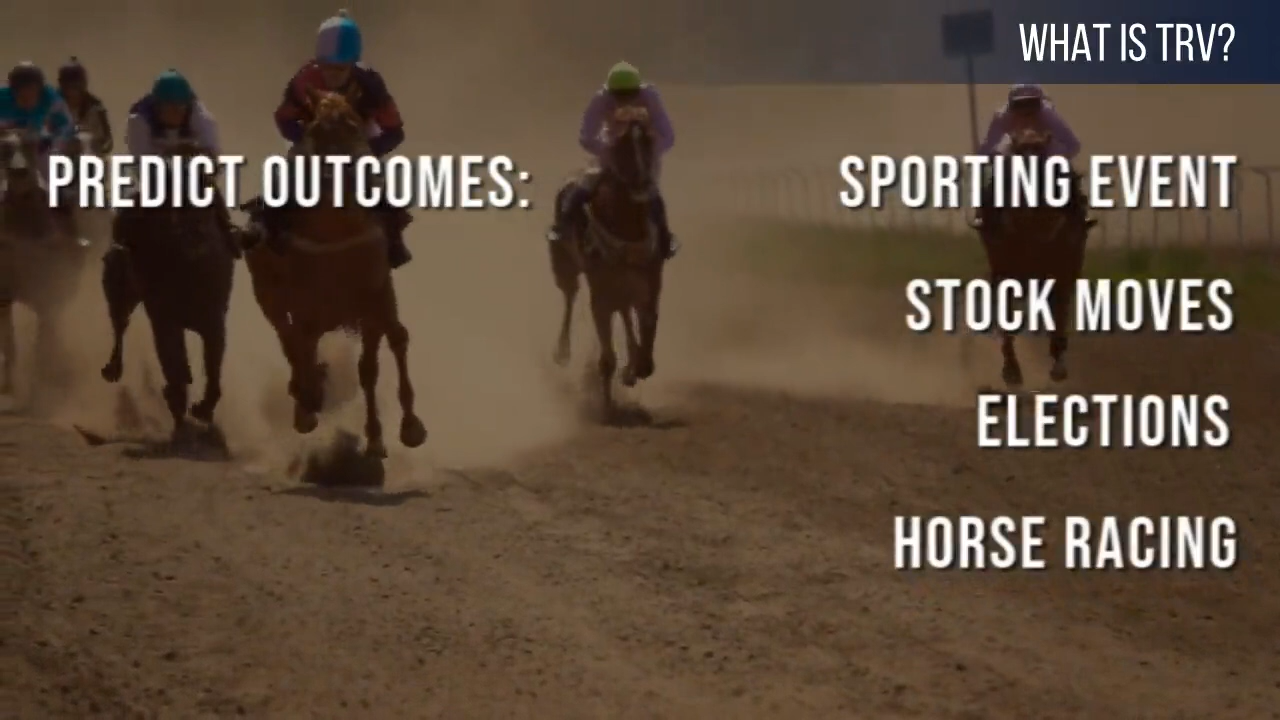 WHAT IS TRV?
PREDICT OUTCOMES:
SPORTING EVENT
STOCK MOVES
ELECTIONS
HORSE RACING